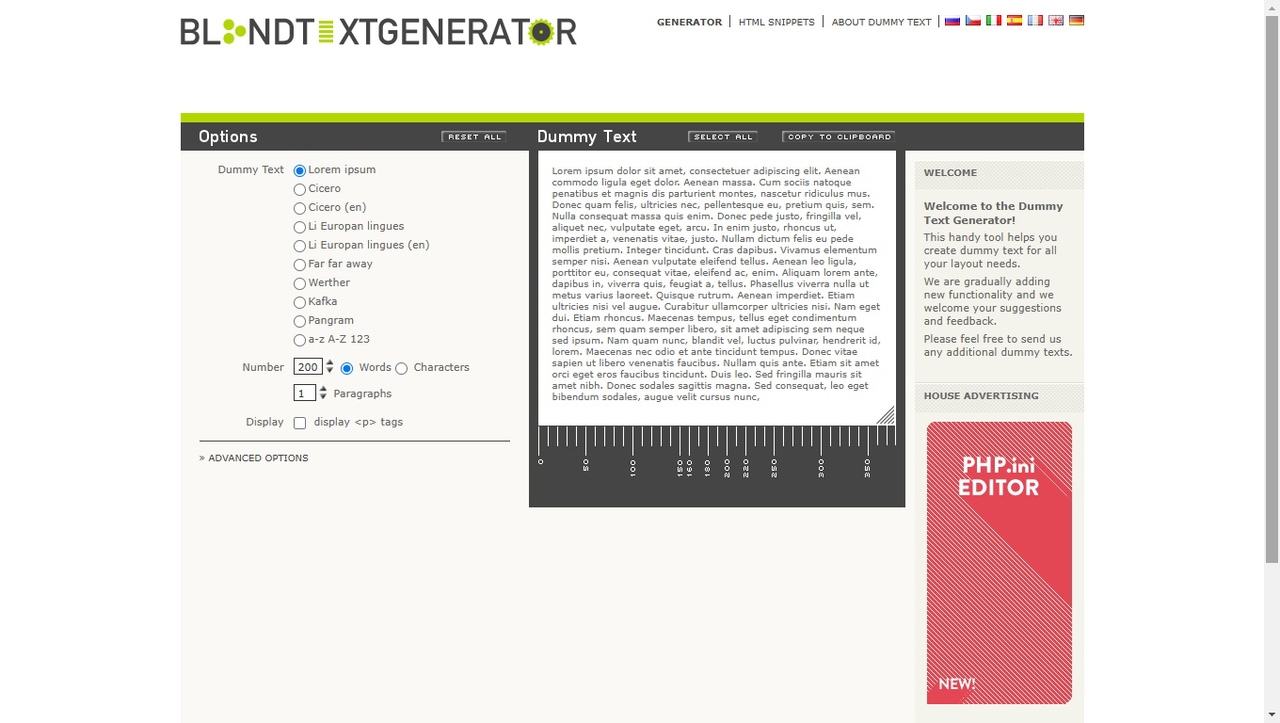 BLINDTEXTGENERATOR
GENERATOR HTML SNIPPETS ABOUT DUMMY TEXT
Options RESET ALL
Dummy Text Lorem ipsum
Cicero
Cicero (en)
Li Europan lingues
Li Europan lingues (en)
Far far away
Werther
Kafka
Pangram
a-z A-Z 123
Number 200 Words Characters
1 Paragraphs
Display display <p> tags
» ADVANCED OPTIONS
Dummy Text SELECT ALL COPY TO CLIPBOARD
Lorem ipsum dolor sit amet, consectetuer adipiscing elit. Aenean
commodo ligula eget dolor. Aenean massa. Cum sociis natoque
penatibus et magnis dis parturient montes, nascetur ridiculus mus.
Donec quam felis, ultricies nec, pellentesque eu, pretium quis, sem.
Nulla consequat massa quis enim. Donec pede justo, fringilla vel,
aliquet nec, vulputate eget, arcu. In enim justo, rhoncus ut,
imperdiet a, venenatis vitae, justo. Nullam dictum felis eu pede
mollis pretium. Integer tincidunt. Cras dapibus. Vivamus elementum
semper nisi. Aenean vulputate eleifend tellus. Aenean leo ligula,
porttitor eu, consequat vitae, eleifend ac, enim. Aliquam lorem ante,
dapibus in, viverra quis, feugiat a, tellus. Phasellus viverra nulla ut
metus varius laoreet. Quisque rutrum. Aenean imperdiet. Etiam
ultricies nisi vel augue. Curabitur ullamcorper ultricies nisi. Nam eget
dui. Etiam rhoncus. Maecenas tempus, tellus eget condimentum
rhoncus, sem quam semper libero, sit amet adipiscing sem neque
sed ipsum. Nam quam nunc, blandit vel, luctus pulvinar, hendrerit id,
lorem. Maecenas nec odio et ante tincidunt tempus. Donec vitae
sapien ut libero venenatis faucibus. Nullam quis ante. Etiam sit amet
orci eget eros faucibus tincidunt. Duis leo. Sed fringilla mauris sit
amet nibh. Donec sodales sagittis magna. Sed consequat, leo eget
bibendum sodales, augue velit cursus nunc,
0 50 100 150 160 180 200 220 250 300 350
WELCOME
Welcome to the Dummy
Text Generator!
This handy tool helps you
create dummy text for all
your layout needs.
We are gradually adding
new functionality and we
welcome your suggestions
and feedback.
Please feel free to send us
any additional dummy texts.
HOUSE ADVERTISING
PHP.ini
EDITOR
NEW!